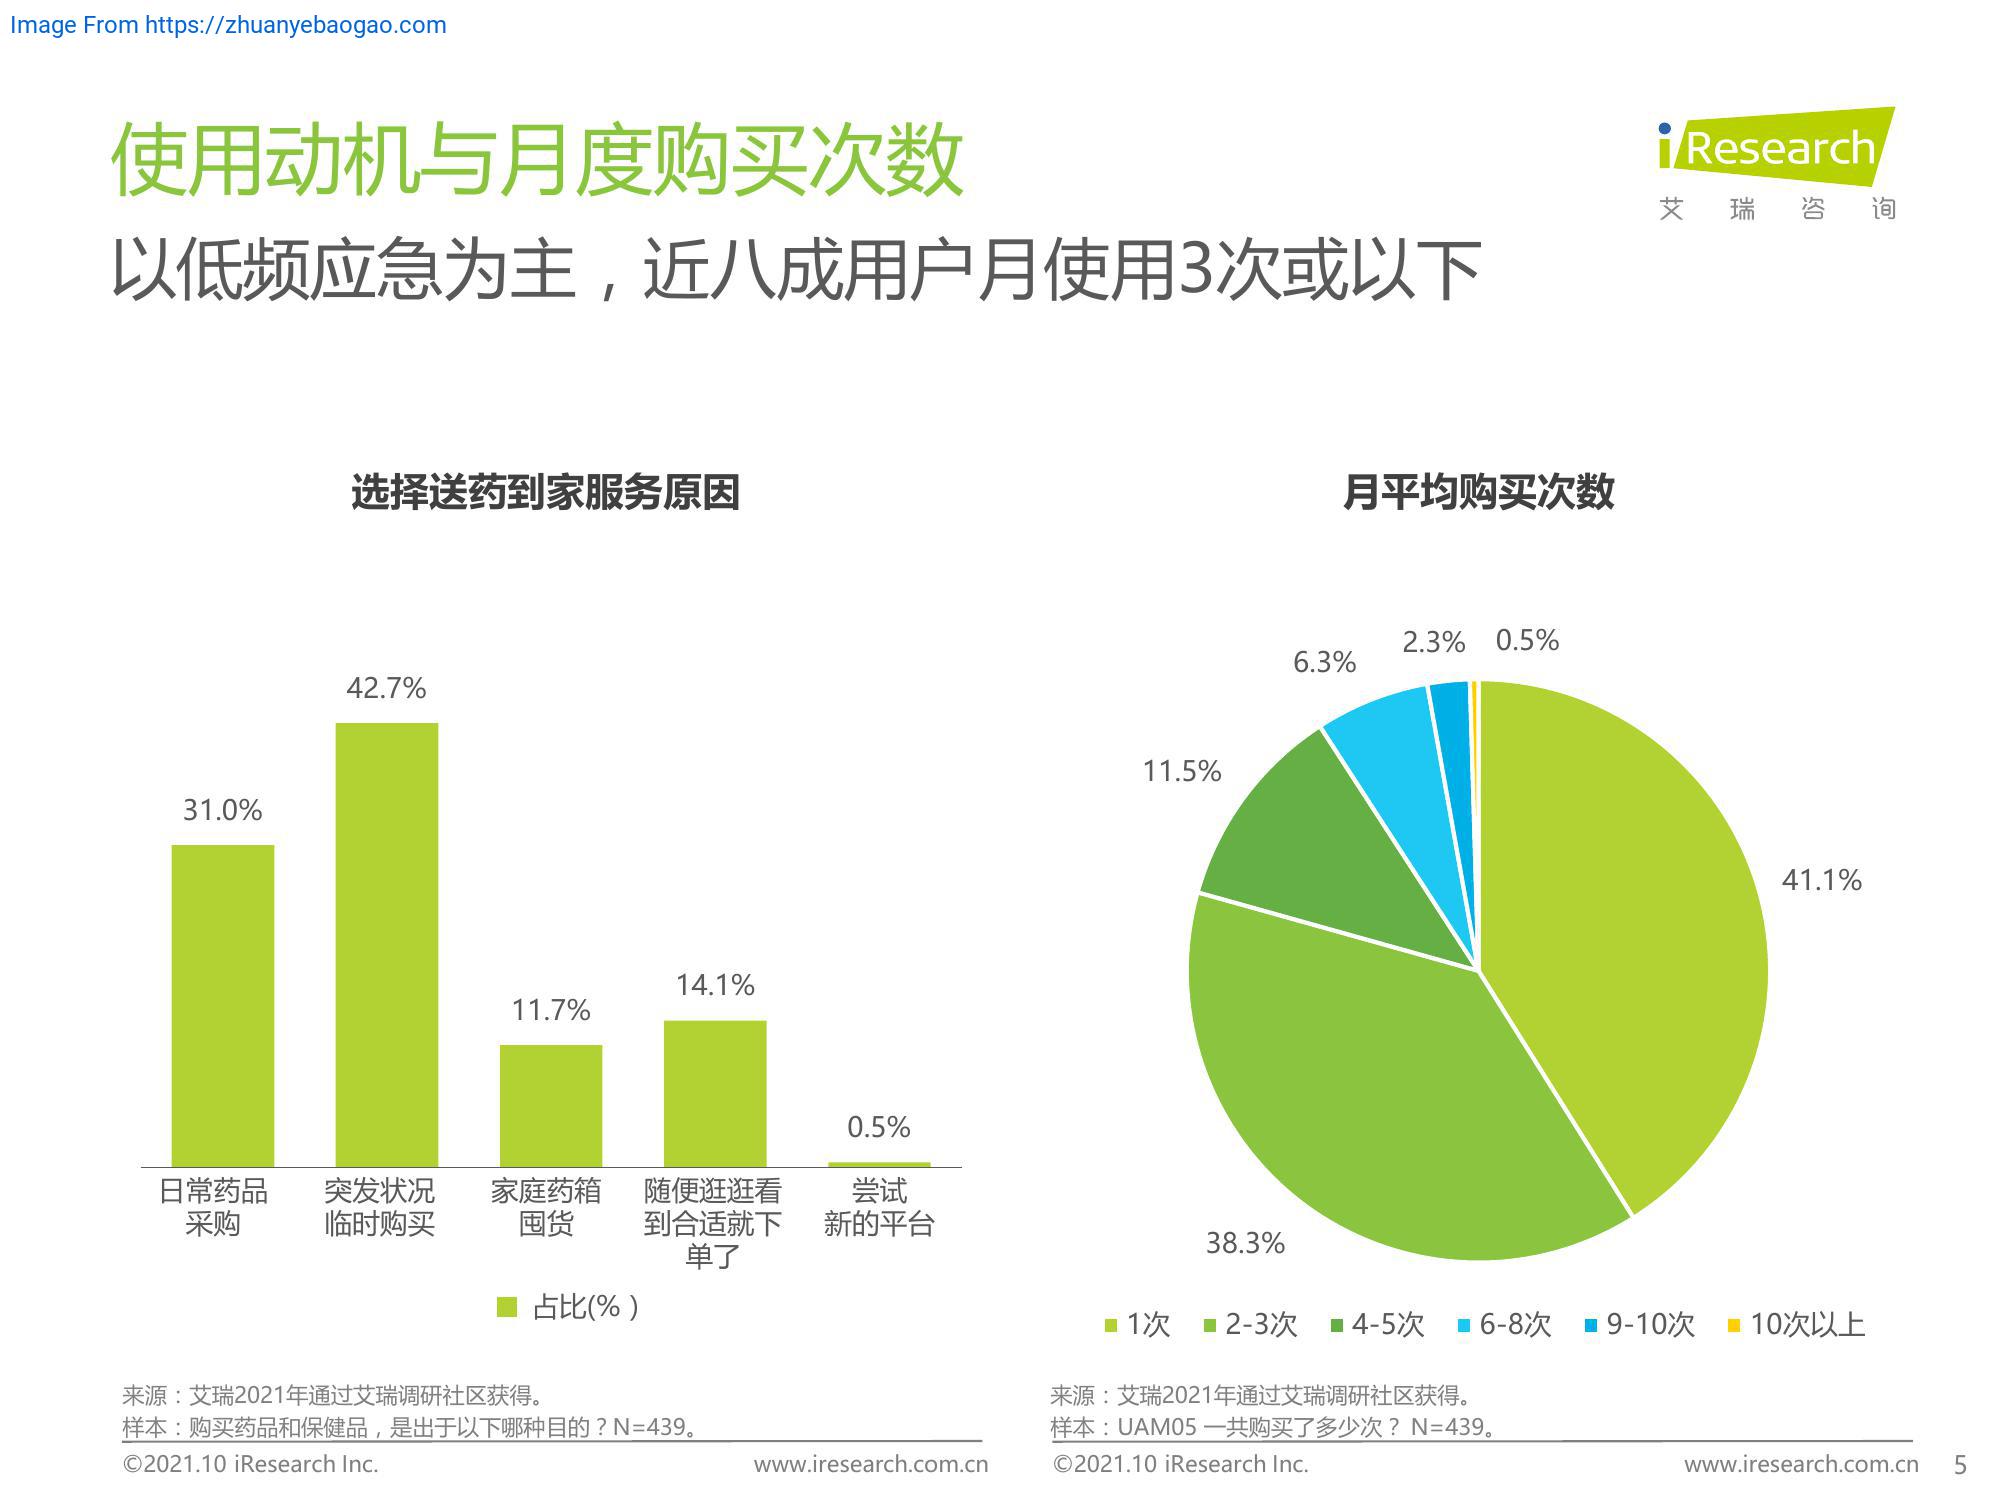 Image From https://zhuanyebaogao.com
使用动机与月度购买次数
iResearch
艾瑞咨询
以低频应急为主，近八成用户月使用3次或以下
选择送药到家服务原因
42.7%
31.0%
14.1%
11.7%
0.5%
日常药品
采购
突发状况
临时购买
家庭药箱
囤货
随便逛逛看
到合适就下
单了
尝试
新的平台
占比(%）
月平均购买次数
0.5%
2.3%
6.3%
11.5%
41.1%
38.3%
1次 2-3次 4-5次 6-8次 9-10次 10次以上
来源：艾瑞2021年通过艾瑞调研社区获得。
样本：购买药品和保健品，是出于以下哪种目的？N=439。
©2021.10 iResearch Inc. www.iresearch.com.cn
来源：艾瑞2021年通过艾瑞调研社区获得。
样本：UAM05 一共购买了多少次？ N=439。
©2021.10 iResearch Inc. www.iresearch.com.cn 5